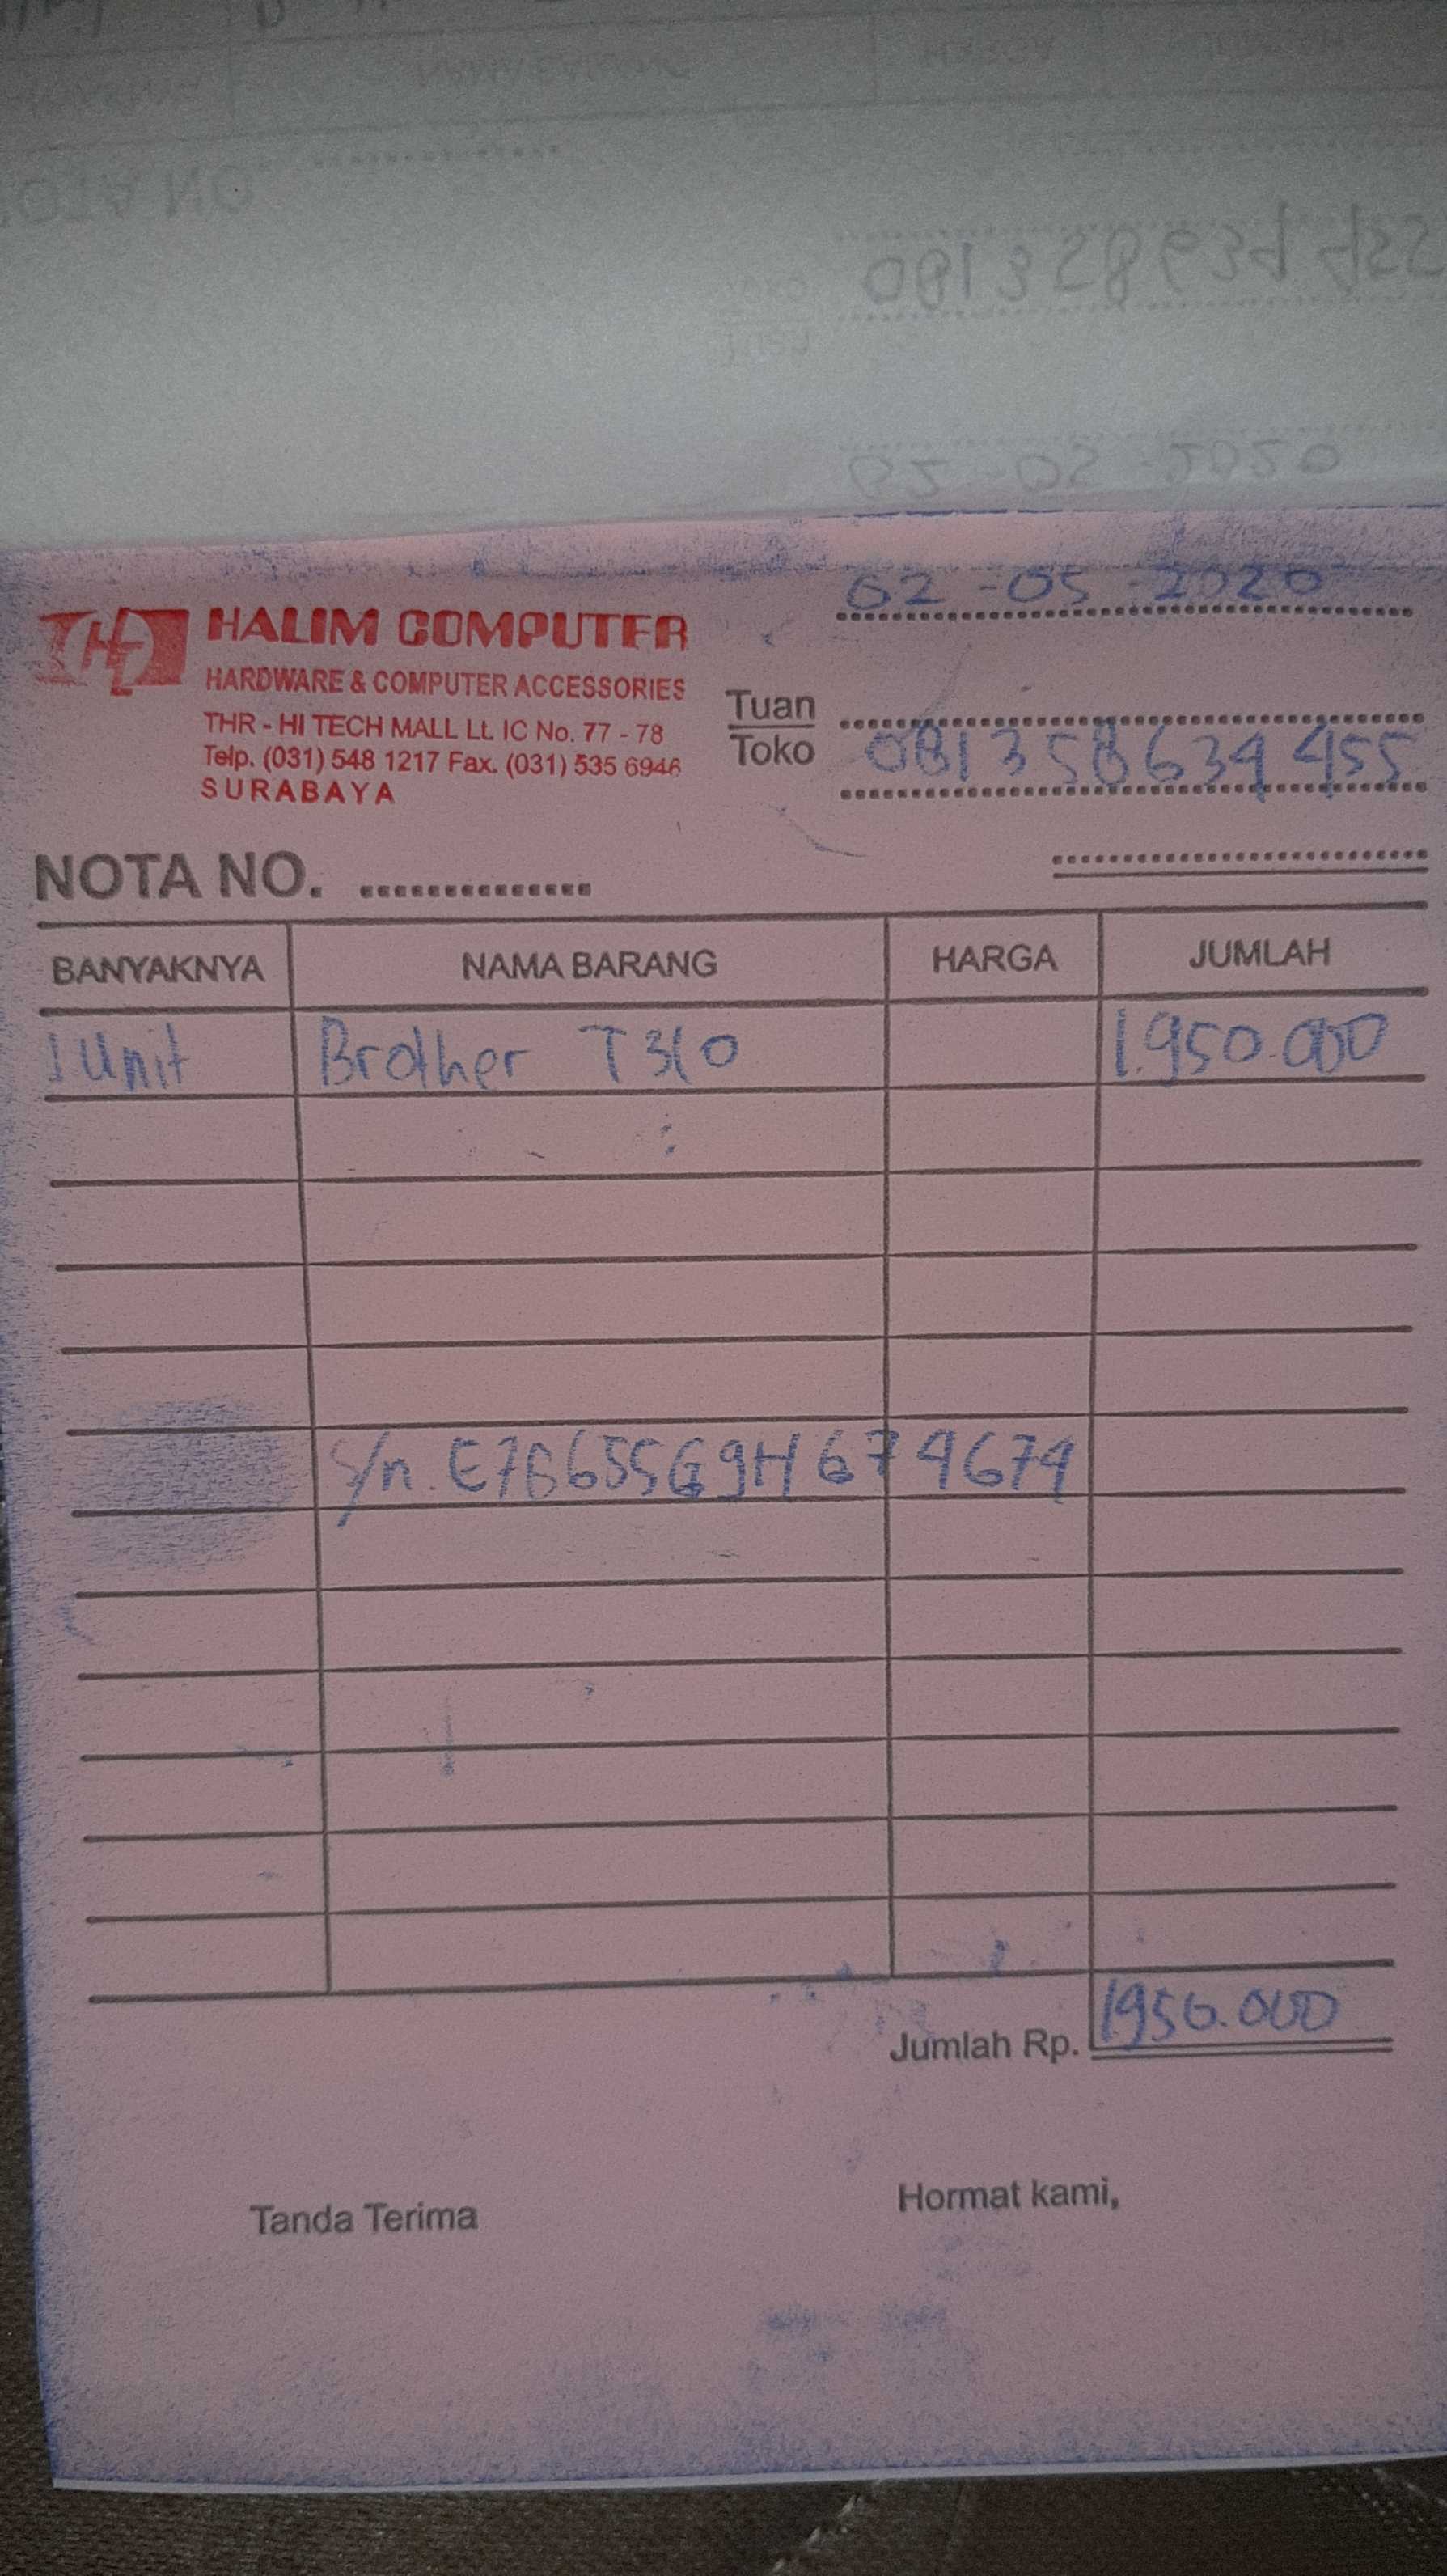 02-05-2020
THC HALIM COMPUTER
HARDWARE & COMPUTER ACCESSORIES
THR - HI TECH MALL Lt. IC No. 77 - 78
Telp. (031) 548 1217 Fax. (031) 535 6946
SURABAYA
Tuan
Toko 081358634455
NOTA NO.
BANYAKNYA NAMA BARANG HARGA JUMLAH
1 Unit Brother T310 1.950.000
S/n. E78655G9H674674
Jumlah Rp. 1950.000
Tanda Terima Hormat kami,